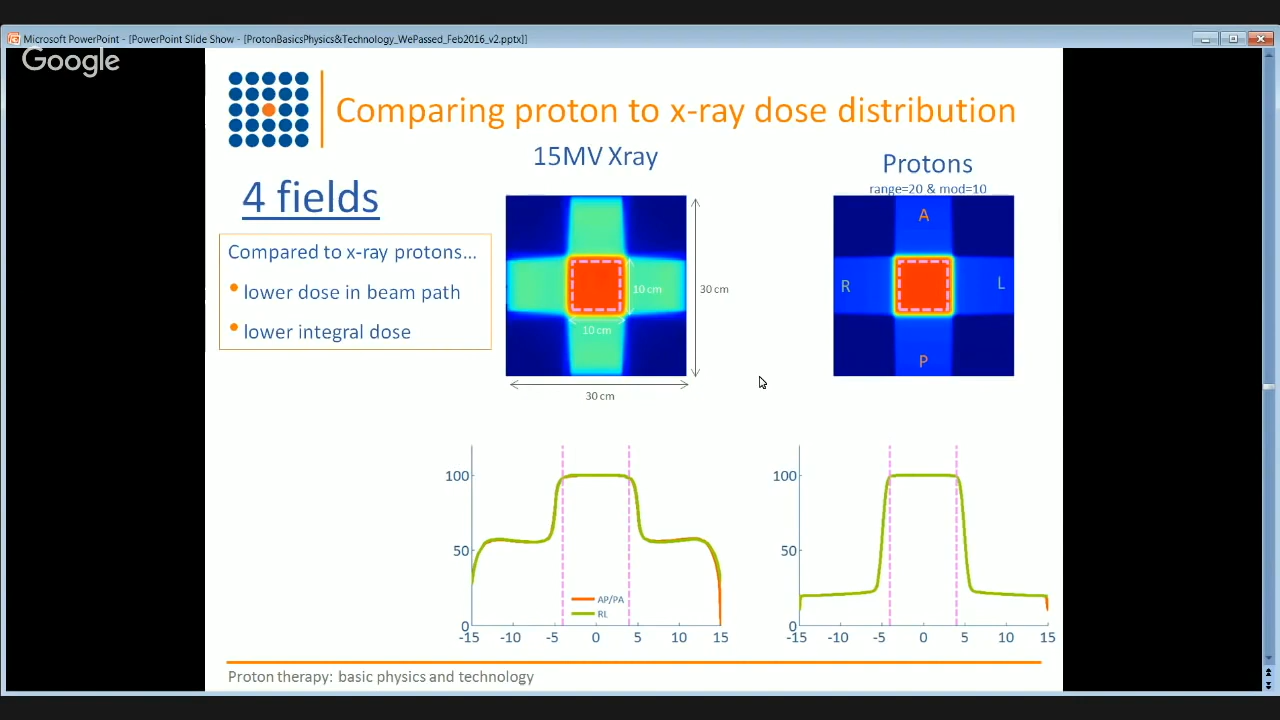 Microsoft PowerPoint - [PowerPoint Slide Show - [ProtonBasicsPhysics&Technology_WePassed_Feb2016_v2.pptx]]
Google
Comparing proton to x-ray dose distribution
4 fields
Compared to x-ray protons...
• lower dose in beam path
• lower integral dose
15MV Xray
10 cm
10 cm
30 cm
30 cm
Protons
range=20 & mod=10
A
R
L
P
100
50
0
-15 -10 -5 0 5 10 15
AP/PA
RL
100
50
0
-15 -10 -5 0 5 10 15
Proton therapy: basic physics and technology